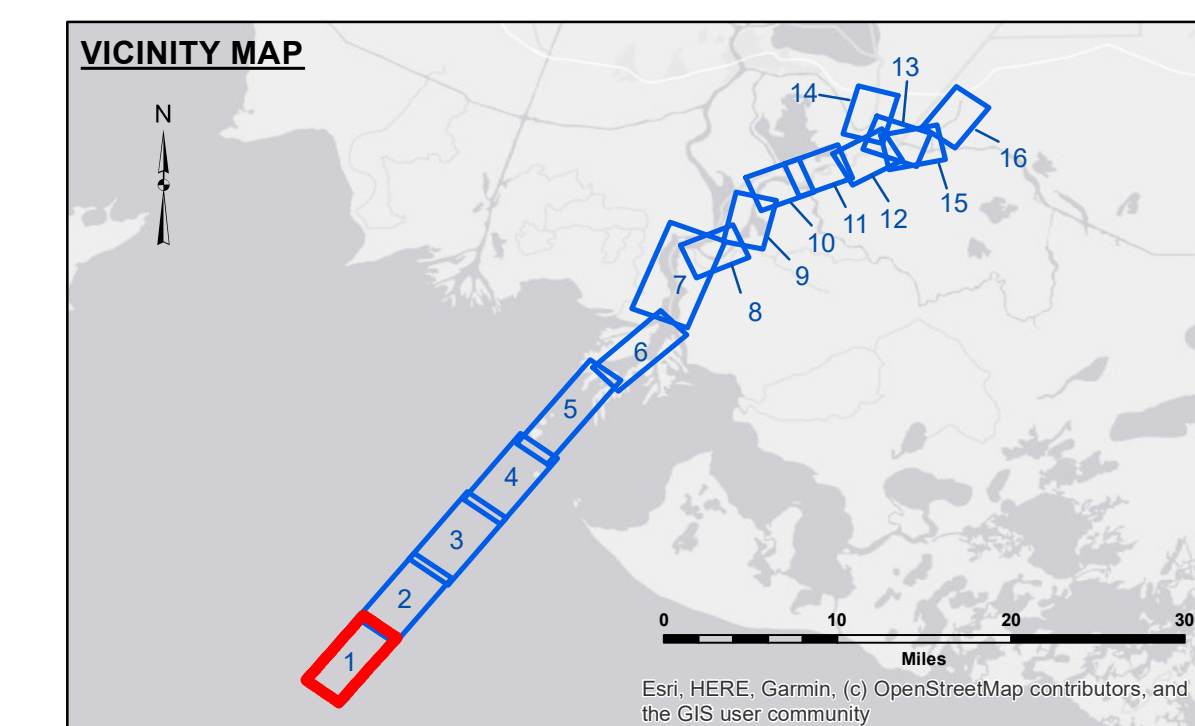 VICINITY MAP
N
13
14
16
15
12
11
10
9
8
7
6
5
4
3
2
1
0 10 20 30
Miles
Esri, HERE, Garmin, (c) OpenStreetMap contributors, and
the GIS user community